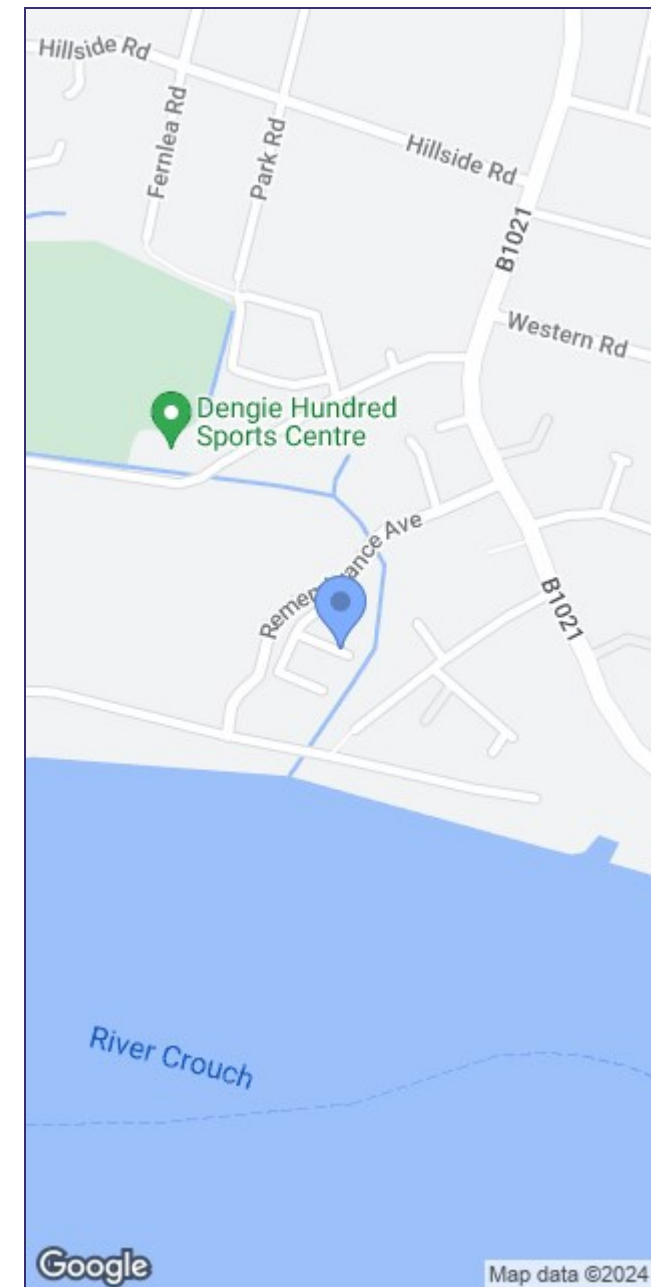 Hillside Rd
Fernlea Rd
Park Rd
Hillside Rd
B1021
Western Rd
Dengie Hundred
Sports Centre
Ave
B1021
River Crouch
Google
Map data ©2024